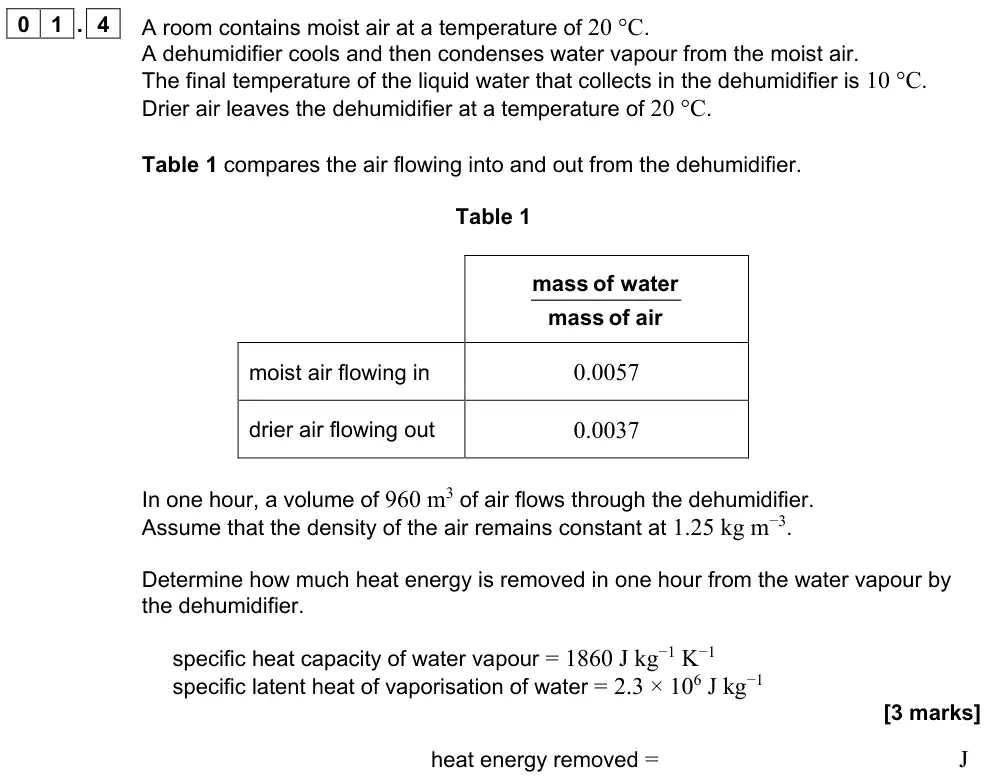 0 1 . 4 A room contains moist air at a temperature of 20 °C.
A dehumidifier cools and then condenses water vapour from the moist air.
The final temperature of the liquid water that collects in the dehumidifier is 10 °C.
Drier air leaves the dehumidifier at a temperature of 20 °C.
Table 1 compares the air flowing into and out from the dehumidifier.
Table 1
mass of water
mass of air
moist air flowing in 0.0057
drier air flowing out 0.0037
In one hour, a volume of 960 m³ of air flows through the dehumidifier.
Assume that the density of the air remains constant at 1.25 kg m⁻³.
Determine how much heat energy is removed in one hour from the water vapour by
the dehumidifier.
specific heat capacity of water vapour = 1860 J kg⁻¹ K⁻¹
specific latent heat of vaporisation of water = 2.3 × 10⁶ J kg⁻¹
[3 marks]
heat energy removed = J